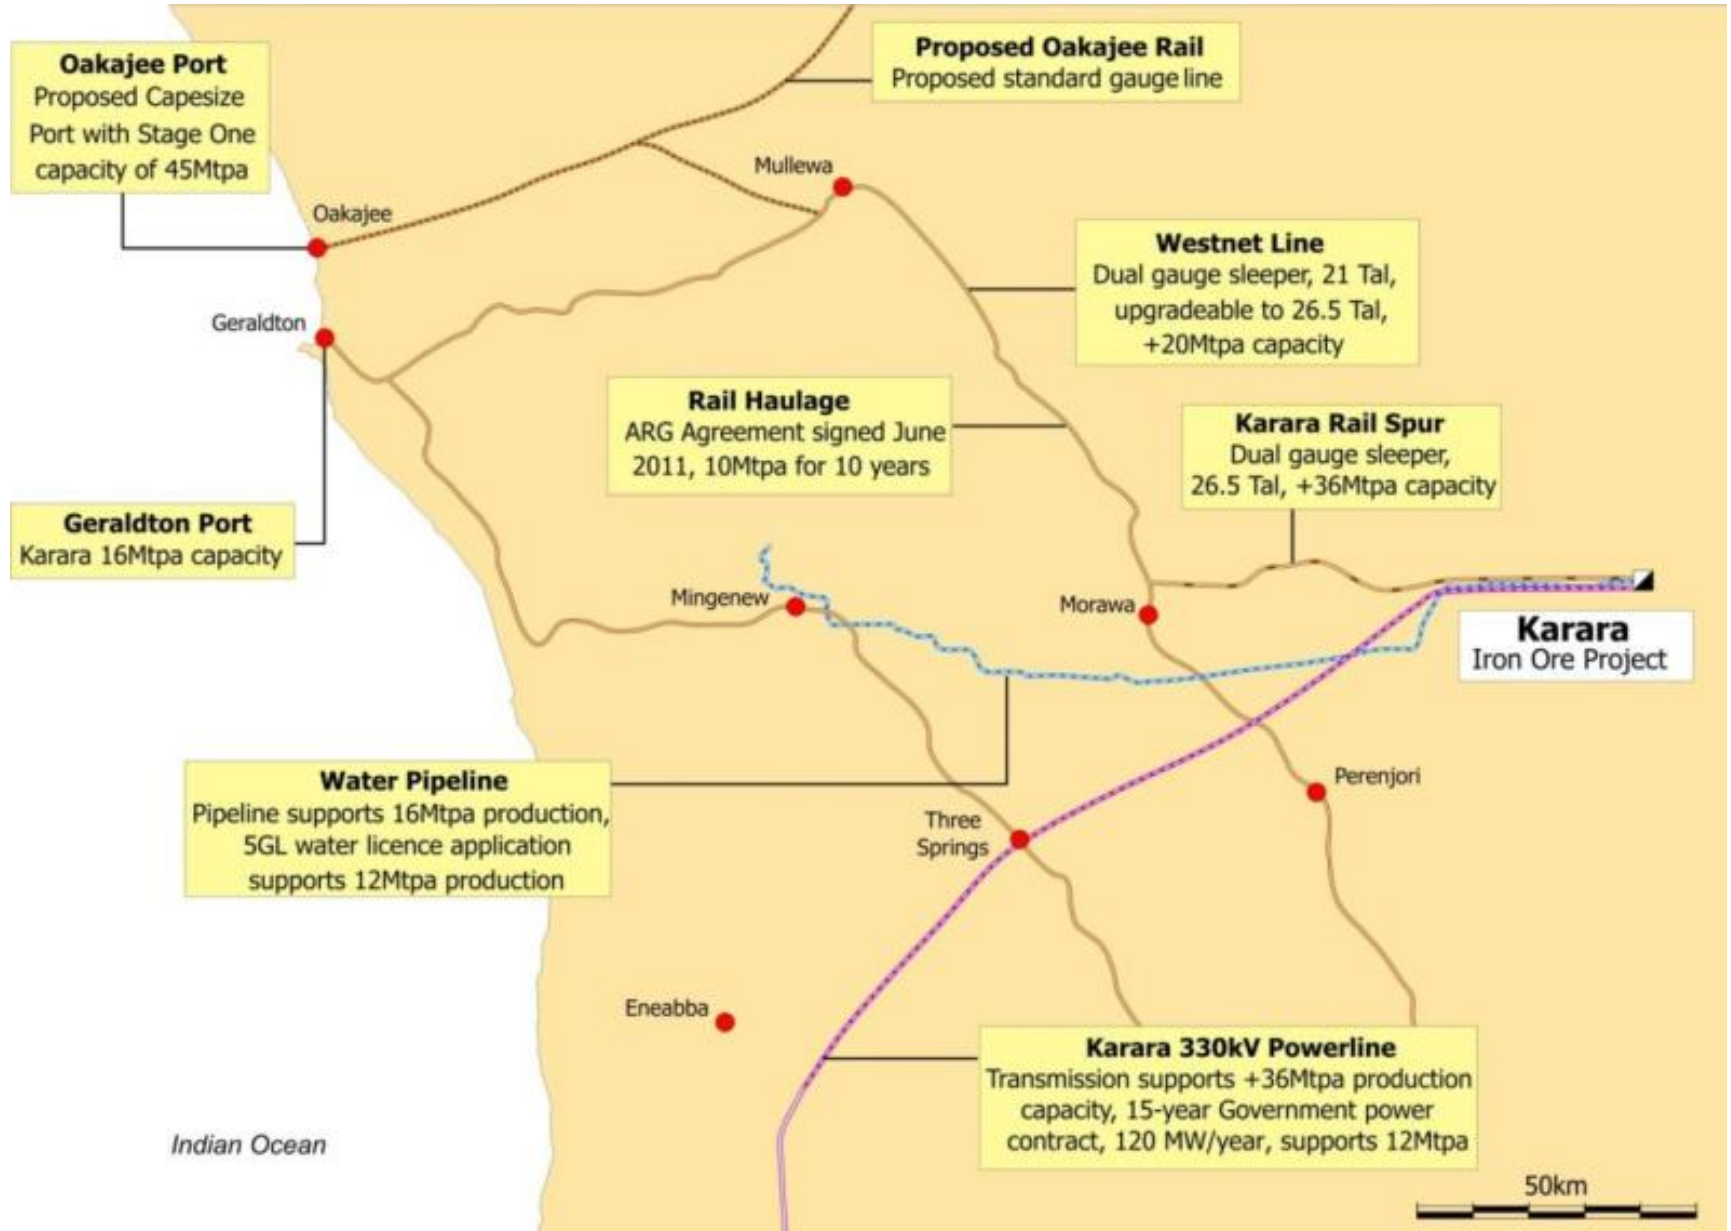 Oakajee Port
Proposed Capesize
Port with Stage One
capacity of 45Mtpa
Proposed Oakajee Rail
Proposed standard gauge line
Mullewa
Oakajee
Westnet Line
Dual gauge sleeper, 21 Tal,
upgradeable to 26.5 Tal,
+20Mtpa capacity
Geraldton
Rail Haulage
ARG Agreement signed June
2011, 10Mtpa for 10 years
Karara Rail Spur
Dual gauge sleeper,
26.5 Tal, +36Mtpa capacity
Geraldton Port
Karara 16Mtpa capacity
Mingenew
Morawa
Karara
Iron Ore Project
Water Pipeline
Pipeline supports 16Mtpa production,
5GL water licence application
supports 12Mtpa production
Perenjori
Three
Springs
Eneabba
Karara 330kV Powerline
Transmission supports +36Mtpa production
capacity, 15-year Government power
contract, 120 MW/year, supports 12Mtpa
Indian Ocean
50km